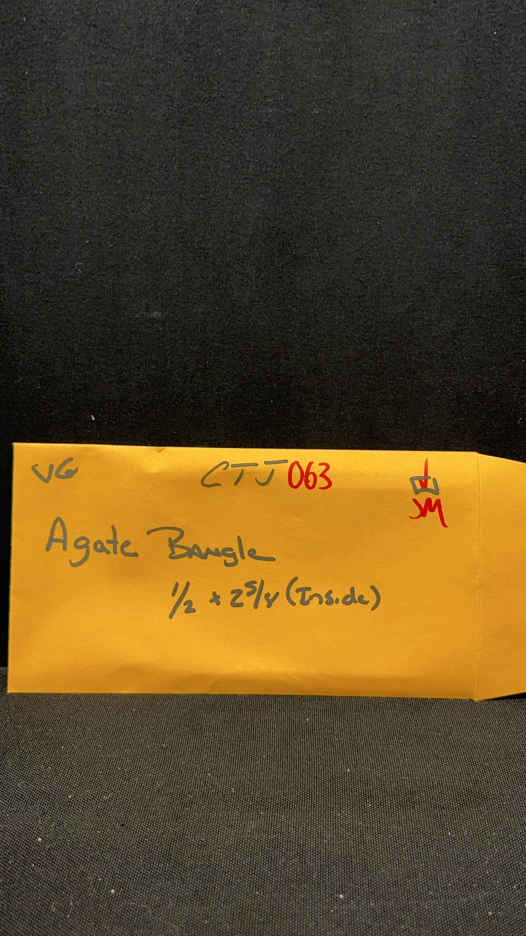 VG CTJ 063
JM
Agate Bangle
1/2 x 2 5/8 (Inside)